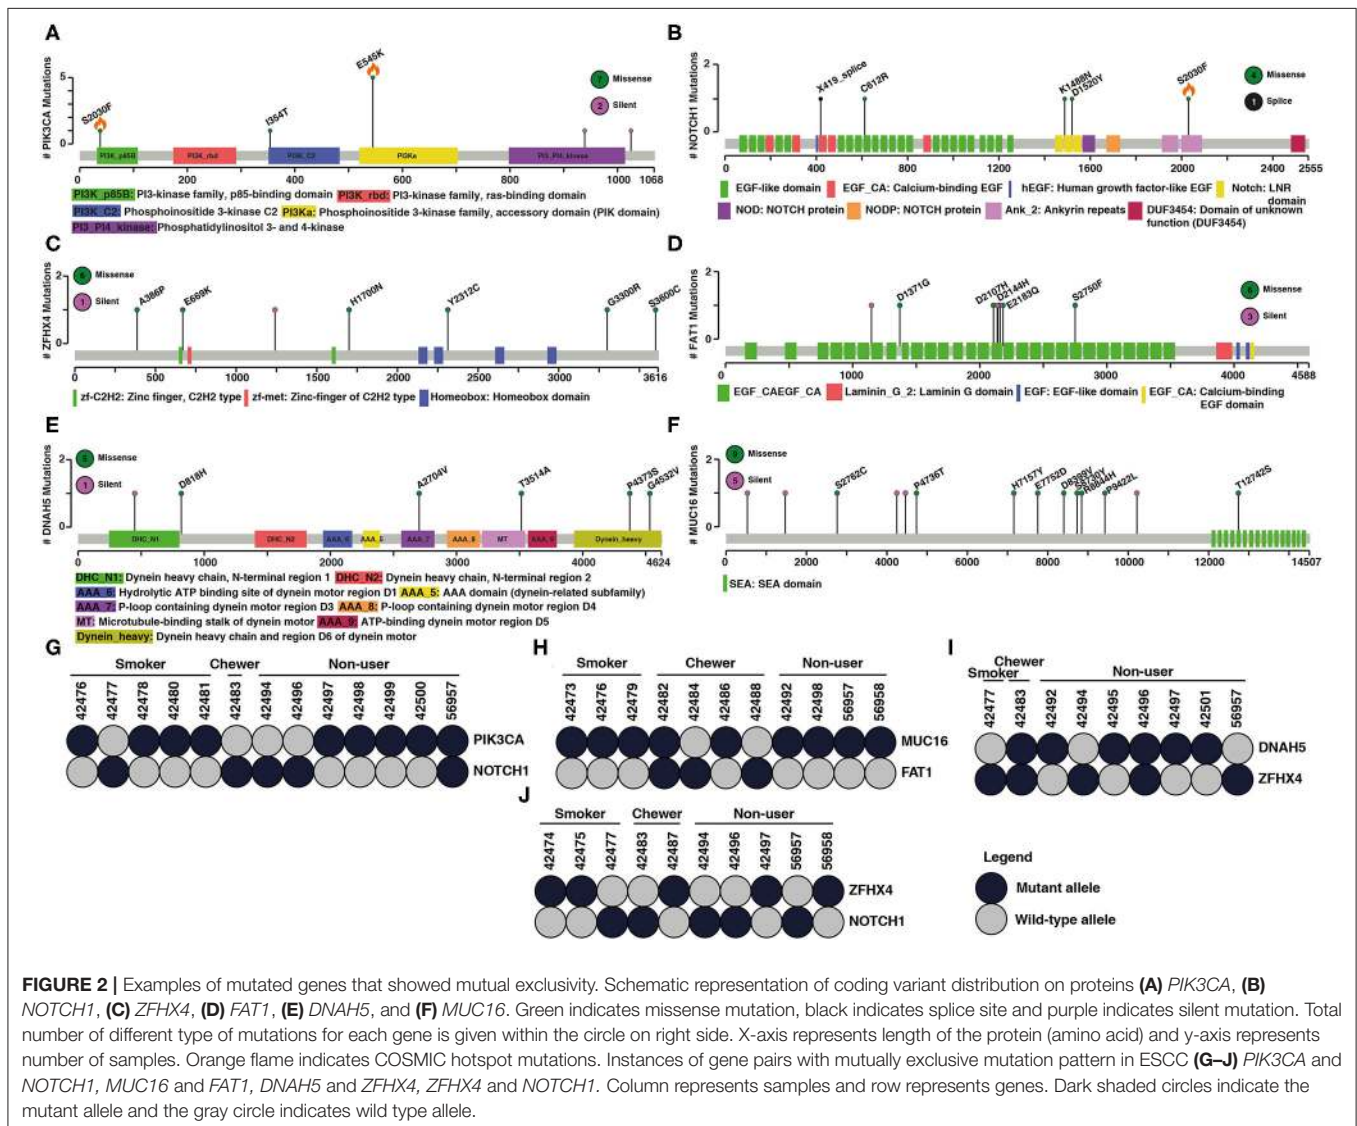 A
# PIK3CA Mutations
5
0
S2030F
I354T
E545K
7 Missense
2 Silent
PI3K_p85B PI3K_rbd PI3K_C2 PI3Ka PI3_PI4_kinase
0 200 400 600 800 1000 1068
PI3K_p85B: PI3-kinase family, p85-binding domain PI3K_rbd: PI3-kinase family, ras-binding domain
PI3K_C2: Phosphoinositide 3-kinase C2 PI3Ka: Phosphoinositide 3-kinase family, accessory domain (PIK domain)
PI3_PI4_kinase: Phosphatidylinositol 3- and 4-kinase
B
# NOTCH1 Mutations
2
0
X419_splice
C612R
K1488N
D1520Y
S2030F
4 Missense
1 Splice
0 400 800 1200 1600 2000 2400 2555
EGF-like domain EGF_CA: Calcium-binding EGF hEGF: Human growth factor-like EGF Notch: LNR domain
NOD: NOTCH protein NODP: NOTCH protein Ank_2: Ankyrin repeats DUF3454: Domain of unknown function (DUF3454)
C
# ZFHX4 Mutations
2
0
6 Missense
1 Silent
A386P
E669K
H1700N
Y2312C
G3300R
S3600C
0 500 1000 1500 2000 2500 3000 3616
zf-C2H2: Zinc finger, C2H2 type zf-met: Zinc-finger of C2H2 type Homeobox: Homeobox domain
D
# FAT1 Mutations
2
0
D1371G
D2107H
D2144H
E2183Q
S2750F
6 Missense
3 Silent
0 1000 2000 3000 4000 4588
EGF_CAEGF_CA Laminin_G_2: Laminin G domain EGF: EGF-like domain EGF_CA: Calcium-binding EGF domain
E
# DNAH5 Mutations
2
0
5 Missense
1 Silent
D818H
A2704V
T3514A
P4373S
G4532V
DHC_N1 DHC_N2 AAA_6 AAA_5 AAA_7 AAA_8 MT AAA_9 Dynein_heavy
0 1000 2000 3000 4000 4624
DHC_N1: Dynein heavy chain, N-terminal region 1 DHC_N2: Dynein heavy chain, N-terminal region 2
AAA_6: Hydrolytic ATP binding site of dynein motor region D1 AAA_5: AAA domain (dynein-related subfamily)
AAA_7: P-loop containing dynein motor region D3 AAA_8: P-loop containing dynein motor region D4
MT: Microtubule-binding stalk of dynein motor AAA_9: ATP-binding dynein motor region D5
Dynein_heavy: Dynein heavy chain and region D6 of dynein motor
F
# MUC16 Mutations
2
0
9 Missense
5 Silent
S2762C
P4736T
H7157Y
E7752D
D8399V
R8844H
P9422L
T12742S
0 2000 4000 6000 8000 10000 12000 14507
SEA: SEA domain
G
Smoker Chewer Non-user
42476 42477 42478 42480 42481 42483 42494 42496 42497 42498 42499 42500 56957
PIK3CA
NOTCH1
H
Smoker Chewer Non-user
42473 42476 42479 42482 42484 42486 42488 42492 42498 56957 56958
MUC16
FAT1
I
Smoker Chewer Non-user
42477 42483 42492 42494 42495 42496 42497 42501 56957
DNAH5
ZFHX4
J
Smoker Chewer Non-user
42474 42475 42477 42483 42487 42494 42496 42497 56957 56958
ZFHX4
NOTCH1
Legend
Mutant allele
Wild-type allele
FIGURE 2 | Examples of mutated genes that showed mutual exclusivity. Schematic representation of coding variant distribution on proteins (A) PIK3CA, (B)
NOTCH1, (C) ZFHX4, (D) FAT1, (E) DNAH5, and (F) MUC16. Green indicates missense mutation, black indicates splice site and purple indicates silent mutation. Total
number of different type of mutations for each gene is given within the circle on right side. X-axis represents length of the protein (amino acid) and y-axis represents
number of samples. Orange flame indicates COSMIC hotspot mutations. Instances of gene pairs with mutually exclusive mutation pattern in ESCC (G–J) PIK3CA and
NOTCH1, MUC16 and FAT1, DNAH5 and ZFHX4, ZFHX4 and NOTCH1. Column represents samples and row represents genes. Dark shaded circles indicate the
mutant allele and the gray circle indicates wild type allele.